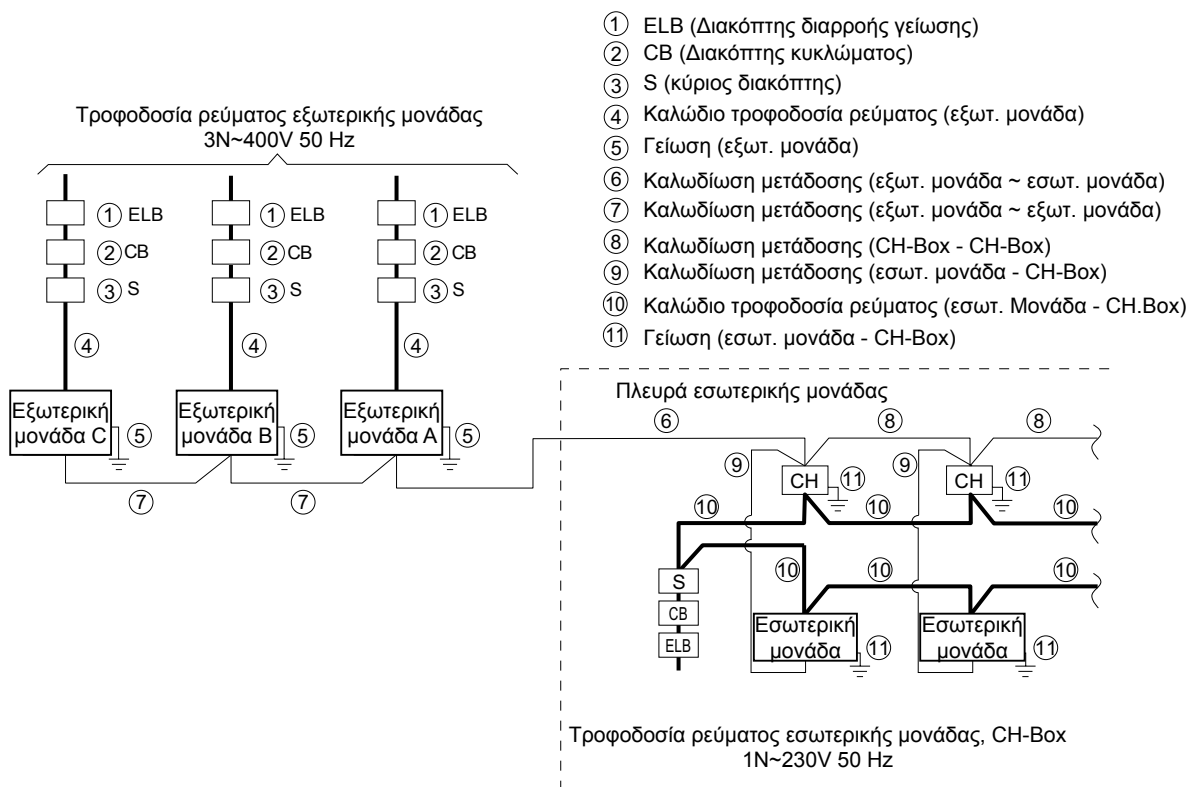 ① ELB (Διακόπτης διαρροής γείωσης)
② CB (Διακόπτης κυκλώματος)
③ S (κύριος διακόπτης)
④ Καλώδιο τροφοδοσία ρεύματος (εξωτ. μονάδα)
⑤ Γείωση (εξωτ. μονάδα)
⑥ Καλωδίωση μετάδοσης (εξωτ. μονάδα ~ εσωτ. μονάδα)
⑦ Καλωδίωση μετάδοσης (εξωτ. μονάδα ~ εξωτ. μονάδα)
⑧ Καλωδίωση μετάδοσης (CH-Box - CH-Box)
⑨ Καλωδίωση μετάδοσης (εσωτ. μονάδα - CH-Box)
⑩ Καλώδιο τροφοδοσία ρεύματος (εσωτ. Μονάδα - CH.Box)
⑪ Γείωση (εσωτ. μονάδα - CH-Box)
Τροφοδοσία ρεύματος εξωτερικής μονάδας
3N~400V 50 Hz
① ELB ① ELB ① ELB
② CB ② CB ② CB
③ S ③ S ③ S
④ ④ ④
Εξωτερική Εξωτερική Εξωτερική
μονάδα C ⑤ μονάδα B ⑤ μονάδα A ⑤
⑦ ⑦
Πλευρά εσωτερικής μονάδας
⑥ ⑧ ⑧
⑨ ⑨
CH ⑪ CH ⑪
⑩ ⑩ ⑩
S ⑩ ⑩ ⑩
CB
ELB
Εσωτερική Εσωτερική
μονάδα ⑪ μονάδα ⑪
Τροφοδοσία ρεύματος εσωτερικής μονάδας, CH-Box
1N~230V 50 Hz